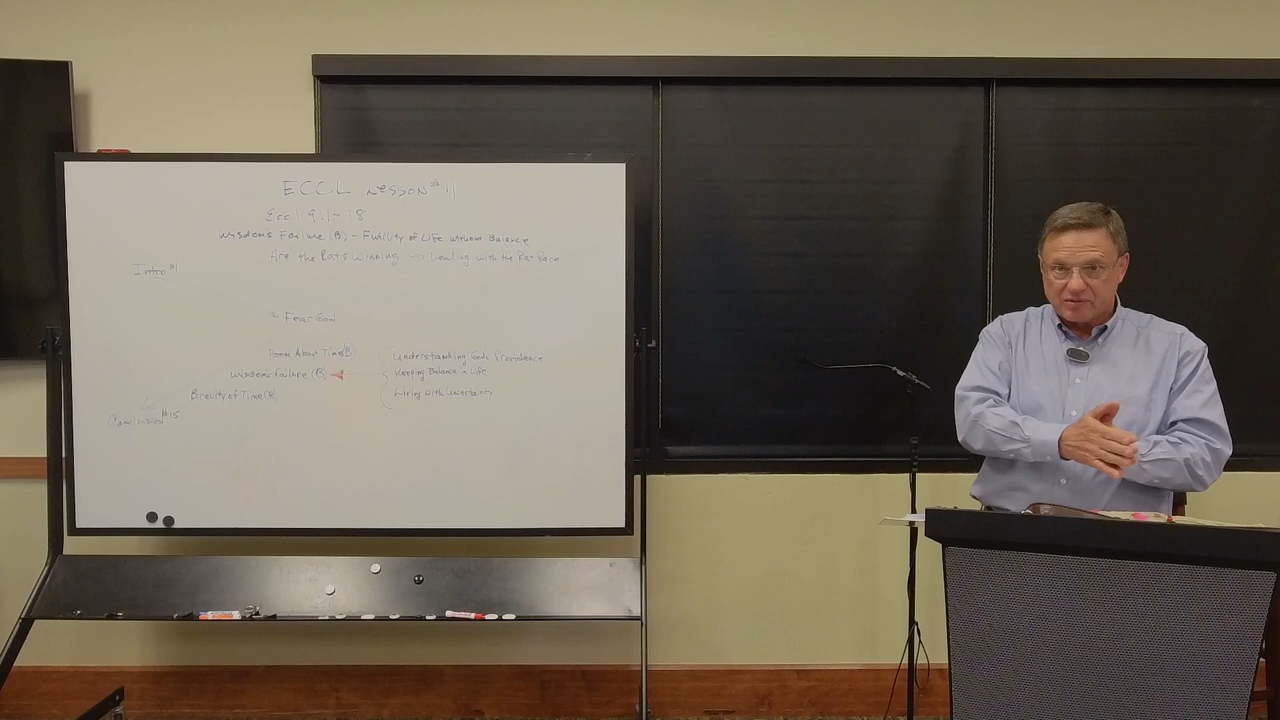 ECCL Lesson #11
Eccl 9:1-18
Wisdoms Failure (B) - Futility of Life without Balance
Are the Rats Winning → Dealing with the Rat Race
Intro #1
Fear God
Poem About Time (B)
Understanding Gods Providence
Wisdoms Failure (B)
Keeping Balance in Life
Brevity of Time (B)
Living with Uncertainty
Conclusion #15